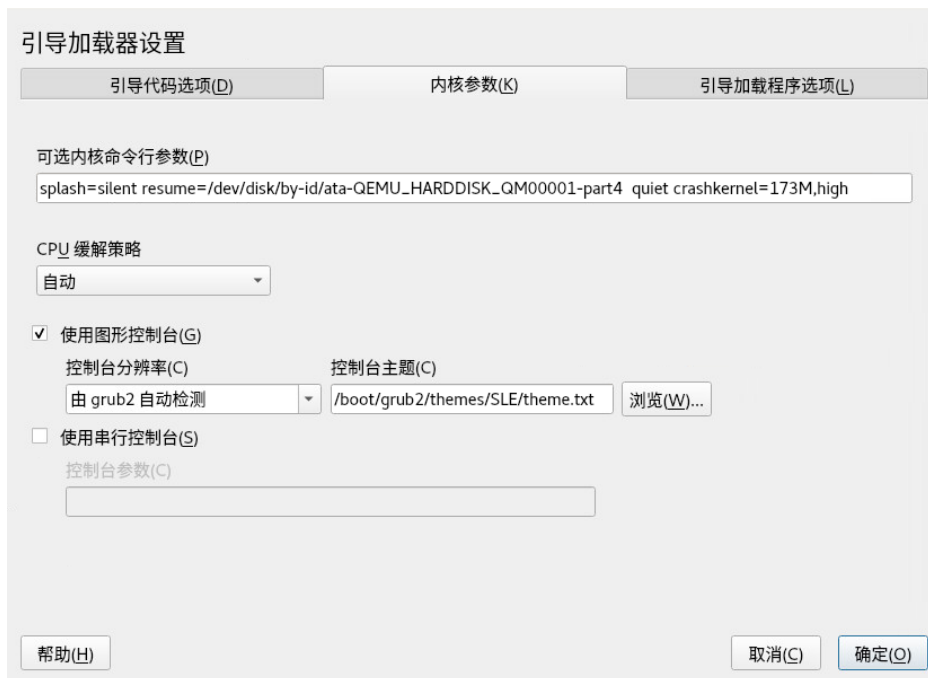 引导加载器设置
引导代码选项(D) 内核参数(K) 引导加载程序选项(L)
可选内核命令行参数(P)
splash=silent resume=/dev/disk/by-id/ata-QEMU_HARDDISK_QM00001-part4  quiet crashkernel=173M,high
CPU 缓解策略
自动
使用图形控制台(G)
控制台分辨率(C) 控制台主题(C)
由 grub2 自动检测 /boot/grub2/themes/SLE/theme.txt 浏览(W)...
使用串行控制台(S)
控制台参数(C)
帮助(H) 取消(C) 确定(O)